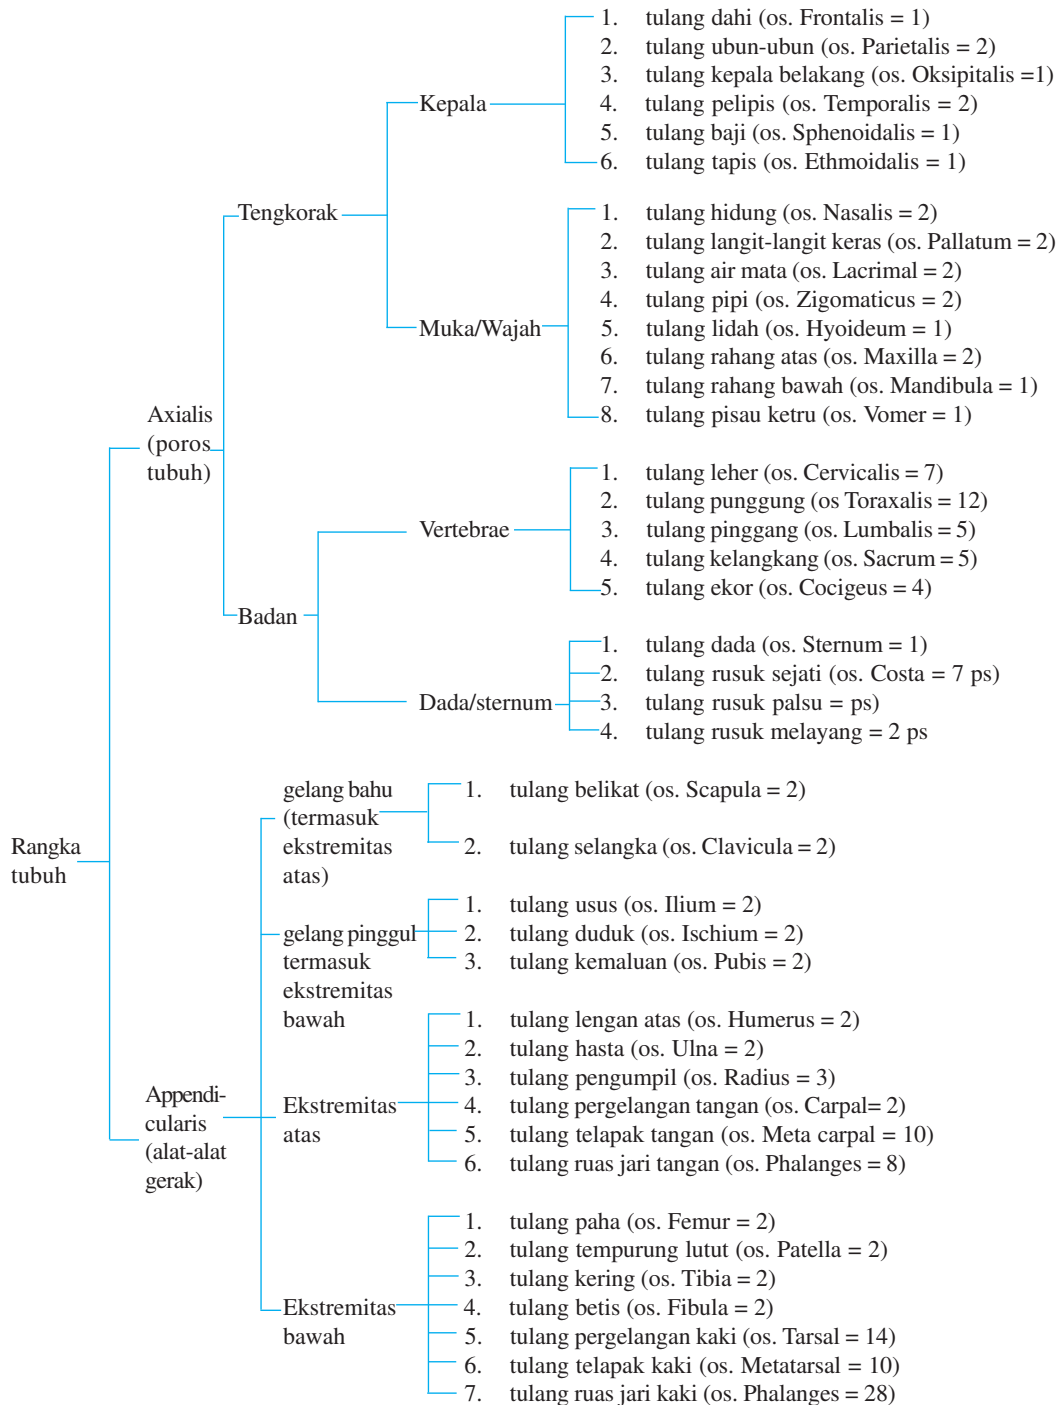 Rangka
tubuh
Axialis
(poros
tubuh)
Tengkorak
Kepala
1. tulang dahi (os. Frontalis = 1)
2. tulang ubun-ubun (os. Parietalis = 2)
3. tulang kepala belakang (os. Oksipitalis =1)
4. tulang pelipis (os. Temporalis = 2)
5. tulang baji (os. Sphenoidalis = 1)
6. tulang tapis (os. Ethmoidalis = 1)
Muka/Wajah
1. tulang hidung (os. Nasalis = 2)
2. tulang langit-langit keras (os. Pallatum = 2)
3. tulang air mata (os. Lacrimal = 2)
4. tulang pipi (os. Zigomaticus = 2)
5. tulang lidah (os. Hyoideum = 1)
6. tulang rahang atas (os. Maxilla = 2)
7. tulang rahang bawah (os. Mandibula = 1)
8. tulang pisau ketru (os. Vomer = 1)
Badan
Vertebrae
1. tulang leher (os. Cervicalis = 7)
2. tulang punggung (os Toraxalis = 12)
3. tulang pinggang (os. Lumbalis = 5)
4. tulang kelangkang (os. Sacrum = 5)
5. tulang ekor (os. Cocigeus = 4)
Dada/sternum
1. tulang dada (os. Sternum = 1)
2. tulang rusuk sejati (os. Costa = 7 ps)
3. tulang rusuk palsu = ps)
4. tulang rusuk melayang = 2 ps
Appendi-
cularis
(alat-alat
gerak)
gelang bahu
(termasuk
ekstremitas
atas)
1. tulang belikat (os. Scapula = 2)
2. tulang selangka (os. Clavicula = 2)
gelang pinggul
termasuk
ekstremitas
bawah
1. tulang usus (os. Ilium = 2)
2. tulang duduk (os. Ischium = 2)
3. tulang kemaluan (os. Pubis = 2)
Ekstremitas
atas
1. tulang lengan atas (os. Humerus = 2)
2. tulang hasta (os. Ulna = 2)
3. tulang pengumpil (os. Radius = 3)
4. tulang pergelangan tangan (os. Carpal= 2)
5. tulang telapak tangan (os. Meta carpal = 10)
6. tulang ruas jari tangan (os. Phalanges = 8)
Ekstremitas
bawah
1. tulang paha (os. Femur = 2)
2. tulang tempurung lutut (os. Patella = 2)
3. tulang kering (os. Tibia = 2)
4. tulang betis (os. Fibula = 2)
5. tulang pergelangan kaki (os. Tarsal = 14)
6. tulang telapak kaki (os. Metatarsal = 10)
7. tulang ruas jari kaki (os. Phalanges = 28)